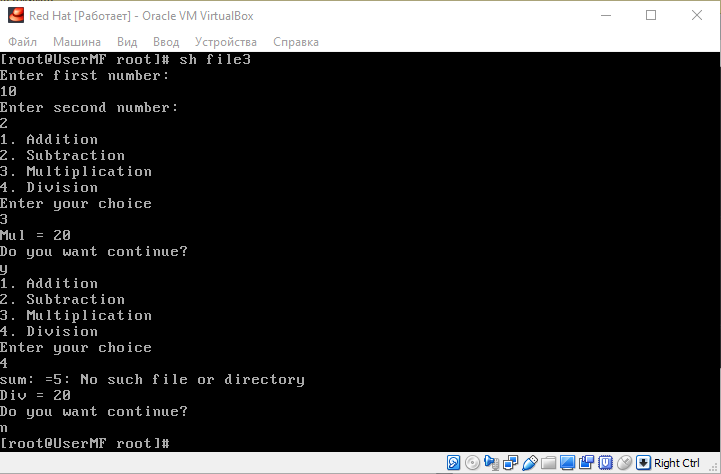 Red Hat [Работает] - Oracle VM VirtualBox
Файл Машина Вид Ввод Устройства Справка
[root@UserMF root]# sh file3
Enter first number:
10
Enter second number:
2
1. Addition
2. Subtraction
3. Multiplication
4. Division
Enter your choice
3
Mul = 20
Do you want continue?
y
1. Addition
2. Subtraction
3. Multiplication
4. Division
Enter your choice
4
sum: =5: No such file or directory
Div = 20
Do you want continue?
n
[root@UserMF root]#
Right Ctrl